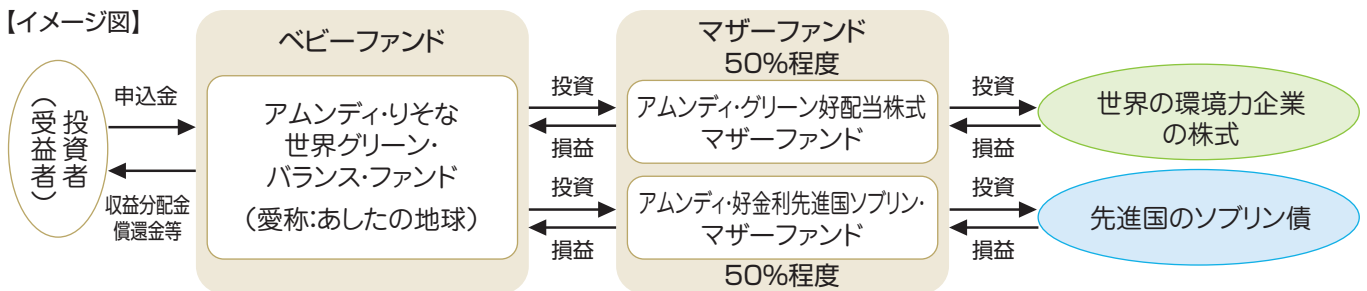 【イメージ図】
投資者
（受益者）
申込金
収益分配金
償還金等
ベビーファンド
アムンディ・りそな
世界グリーン・
バランス・ファンド
（愛称：あしたの地球）
投資
損益
投資
損益
マザーファンド
50％程度
アムンディ・グリーン好配当株式
マザーファンド
アムンディ・好金利先進国ソブリン・
マザーファンド
50％程度
投資
損益
投資
損益
世界の環境力企業
の株式
先進国のソブリン債